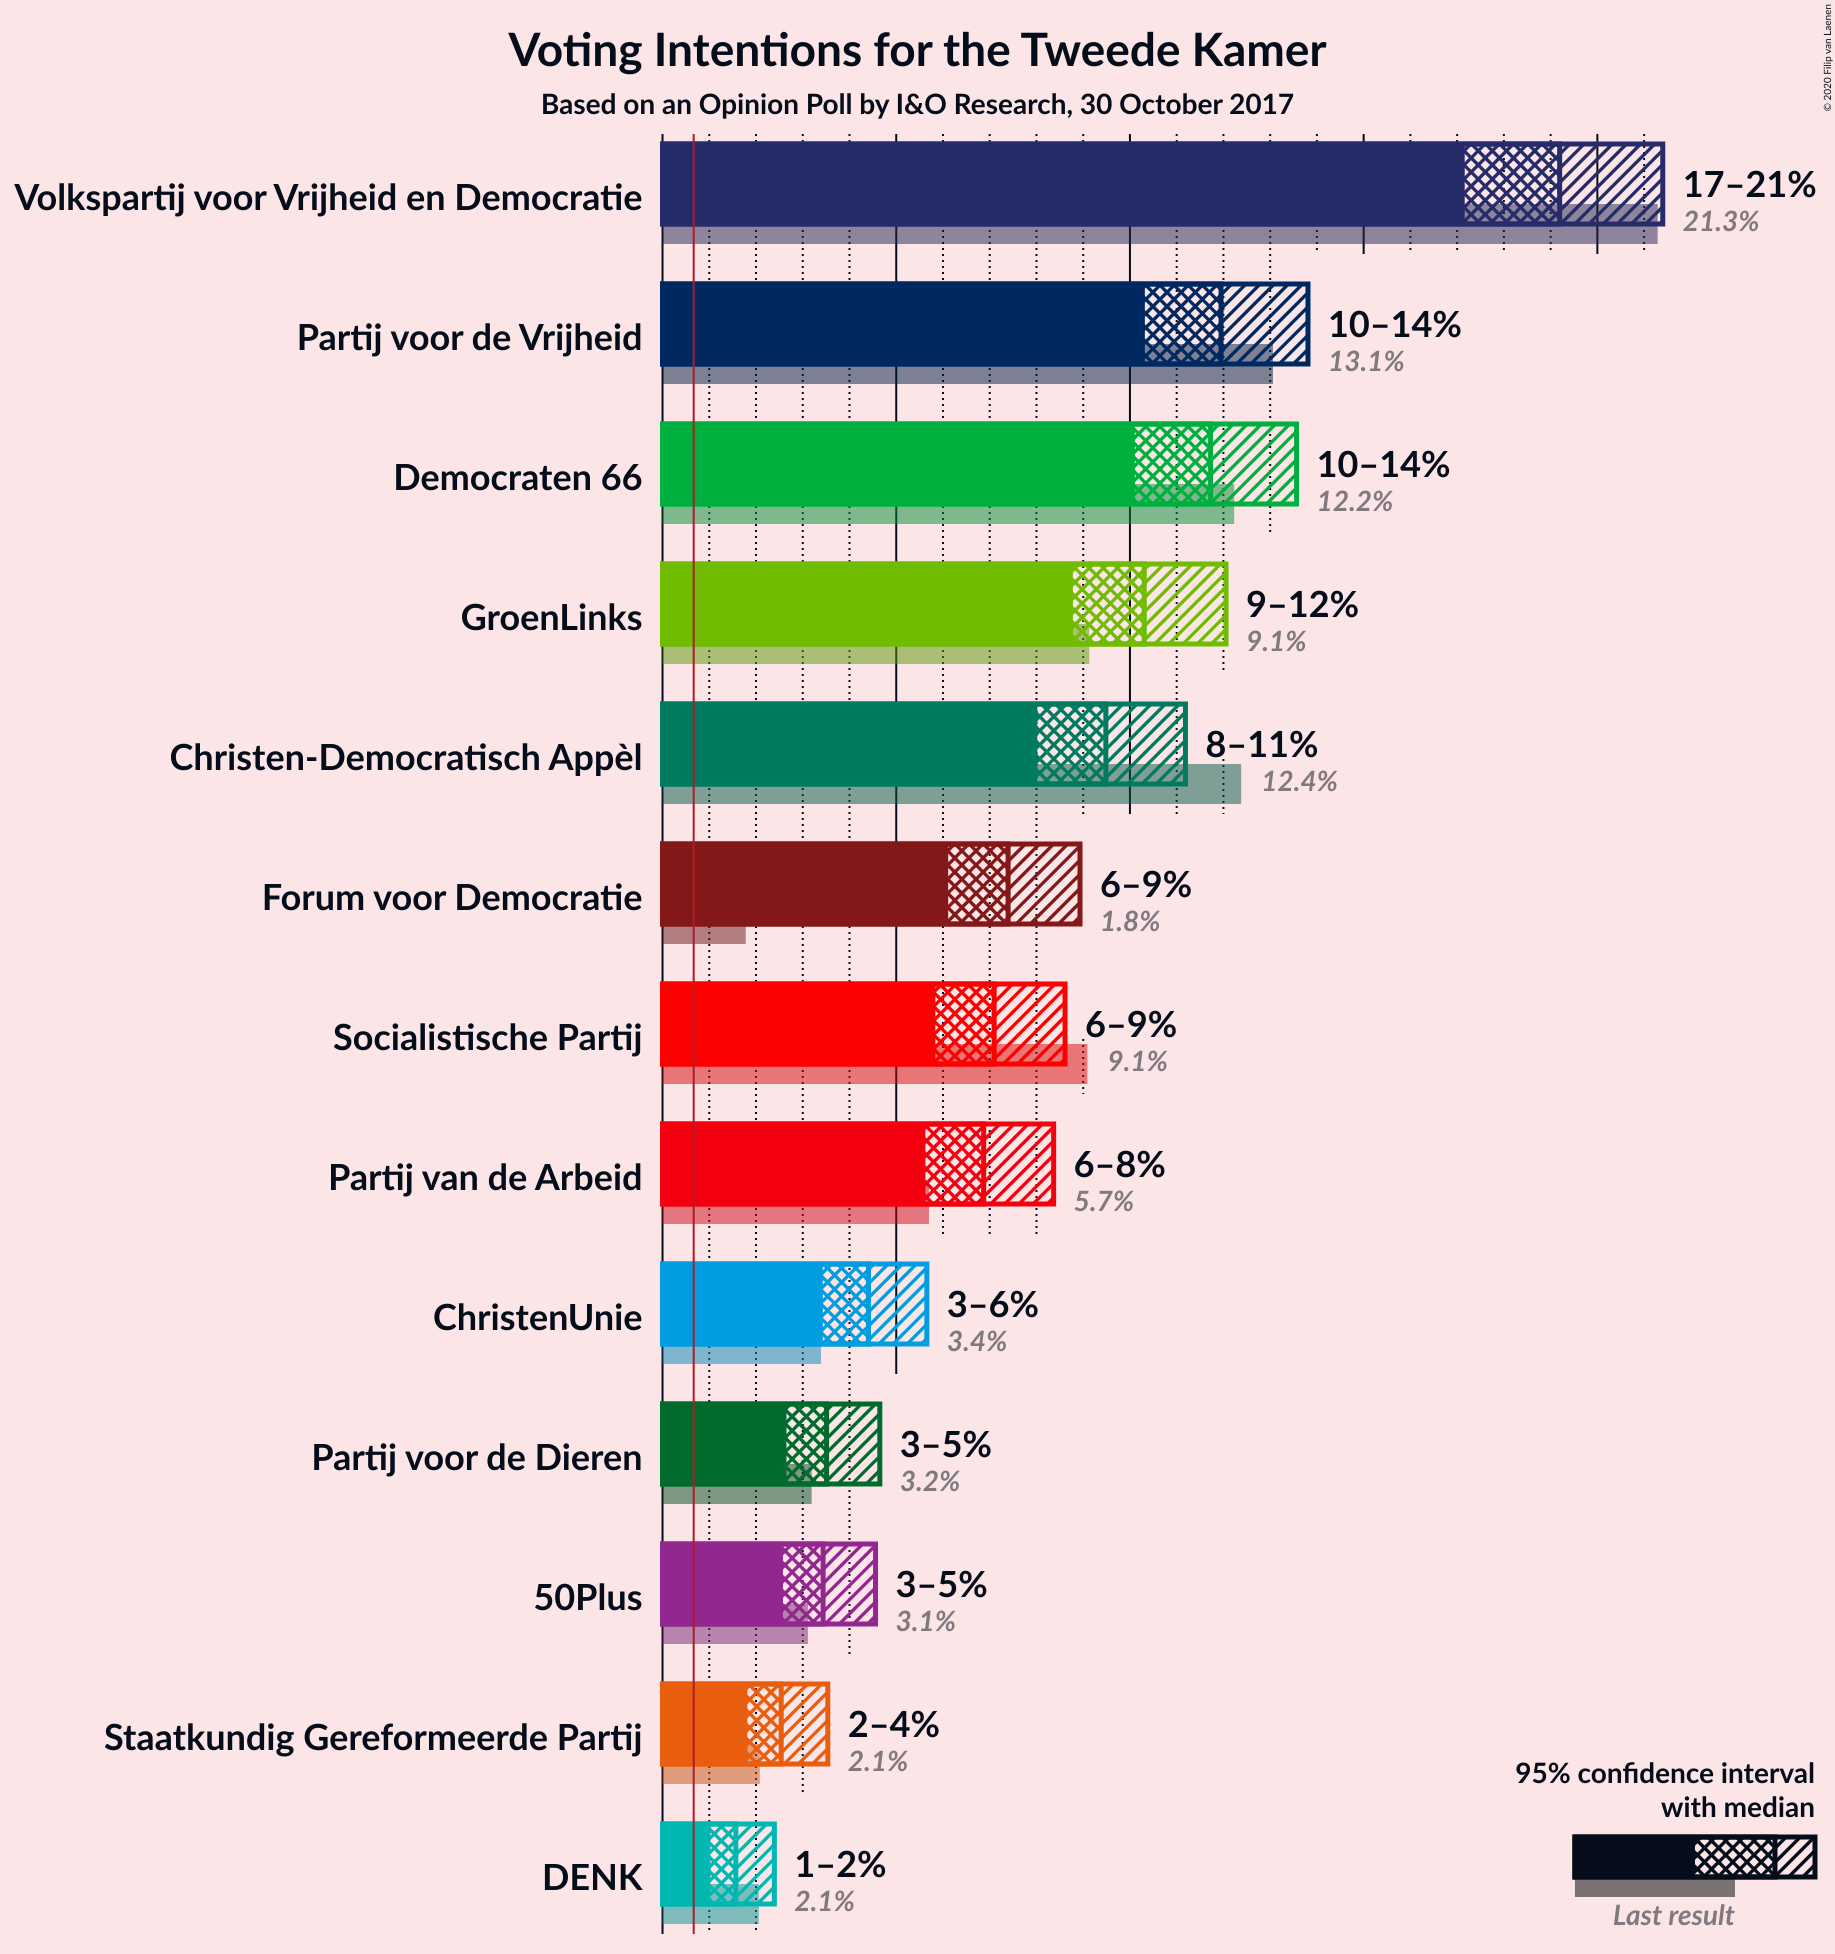 Voting Intentions for the Tweede Kamer
Based on an Opinion Poll by I&O Research, 30 October 2017
© 2020 Filip van Laenen
Volkspartij voor Vrijheid en Democratie
17–21%
21.3%
Partij voor de Vrijheid
10–14%
13.1%
Democraten 66
10–14%
12.2%
GroenLinks
9–12%
9.1%
Christen-Democratisch Appèl
8–11%
12.4%
Forum voor Democratie
6–9%
1.8%
Socialistische Partij
6–9%
9.1%
Partij van de Arbeid
6–8%
5.7%
ChristenUnie
3–6%
3.4%
Partij voor de Dieren
3–5%
3.2%
50Plus
3–5%
3.1%
Staatkundig Gereformeerde Partij
2–4%
2.1%
DENK
1–2%
2.1%
95% confidence interval
with median
Last result